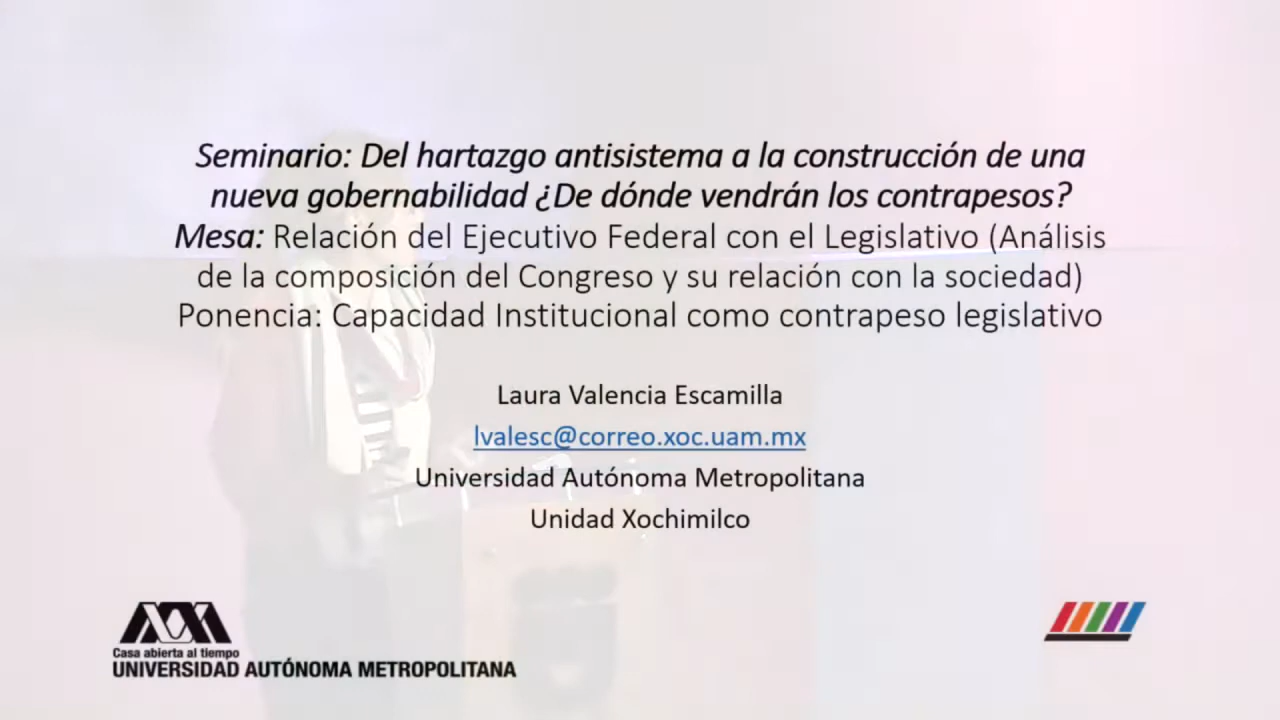 Seminario: Del hartazgo antisistema a la construcción de una
nueva gobernabilidad ¿De dónde vendrán los contrapesos?
Mesa: Relación del Ejecutivo Federal con el Legislativo (Análisis
de la composición del Congreso y su relación con la sociedad)
Ponencia: Capacidad Institucional como contrapeso legislativo
Laura Valencia Escamilla
lvalesc@correo.xoc.uam.mx
Universidad Autónoma Metropolitana
Unidad Xochimilco
Casa abierta al tiempo
UNIVERSIDAD AUTÓNOMA METROPOLITANA